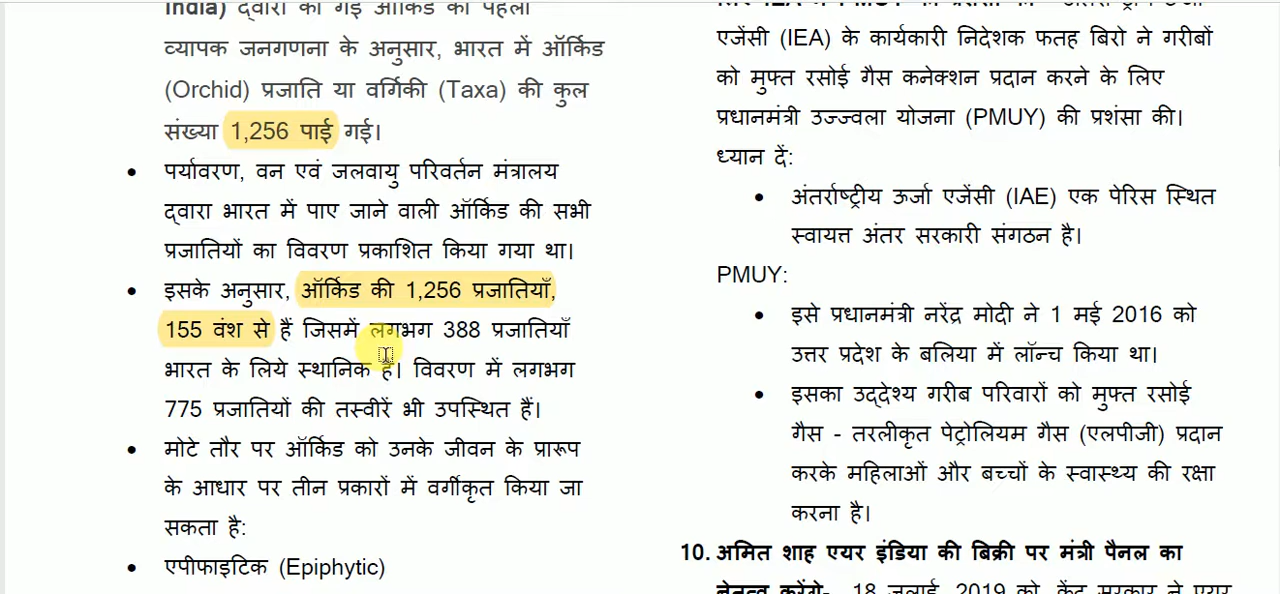 India) द्वारा की गई ऑर्किड की पहली
व्यापक जनगणना के अनुसार, भारत में ऑर्किड
(Orchid) प्रजाति या वर्गिकी (Taxa) की कुल
संख्या 1,256 पाई गई।
• पर्यावरण, वन एवं जलवायु परिवर्तन मंत्रालय
द्वारा भारत में पाए जाने वाली ऑर्किड की सभी
प्रजातियों का विवरण प्रकाशित किया गया था।
• इसके अनुसार, ऑर्किड की 1,256 प्रजातियाँ,
155 वंश से हैं जिसमें लगभग 388 प्रजातियाँ
भारत के लिये स्थानिक हैं। विवरण में लगभग
775 प्रजातियों की तस्वीरें भी उपस्थित हैं।
• मोटे तौर पर ऑर्किड को उनके जीवन के प्रारूप
के आधार पर तीन प्रकारों में वर्गीकृत किया जा
सकता है:
• एपीफाइटिक (Epiphytic)
एजेंसी (IEA) के कार्यकारी निदेशक फतह बिरो ने गरीबों
को मुफ्त रसोई गैस कनेक्शन प्रदान करने के लिए
प्रधानमंत्री उज्ज्वला योजना (PMUY) की प्रशंसा की।
ध्यान दें:
• अंतर्राष्ट्रीय ऊर्जा एजेंसी (IAE) एक पेरिस स्थित
स्वायत्त अंतर सरकारी संगठन है।
PMUY:
• इसे प्रधानमंत्री नरेंद्र मोदी ने 1 मई 2016 को
उत्तर प्रदेश के बलिया में लॉन्च किया था।
• इसका उद्देश्य गरीब परिवारों को मुफ्त रसोई
गैस - तरलीकृत पेट्रोलियम गैस (एलपीजी) प्रदान
करके महिलाओं और बच्चों के स्वास्थ्य की रक्षा
करना है।
10. अमित शाह एयर इंडिया की बिक्री पर मंत्री पैनल का
नेतृत्व करेंगे- 18 जुलाई, 2019 को, केंद्र सरकार ने एयर